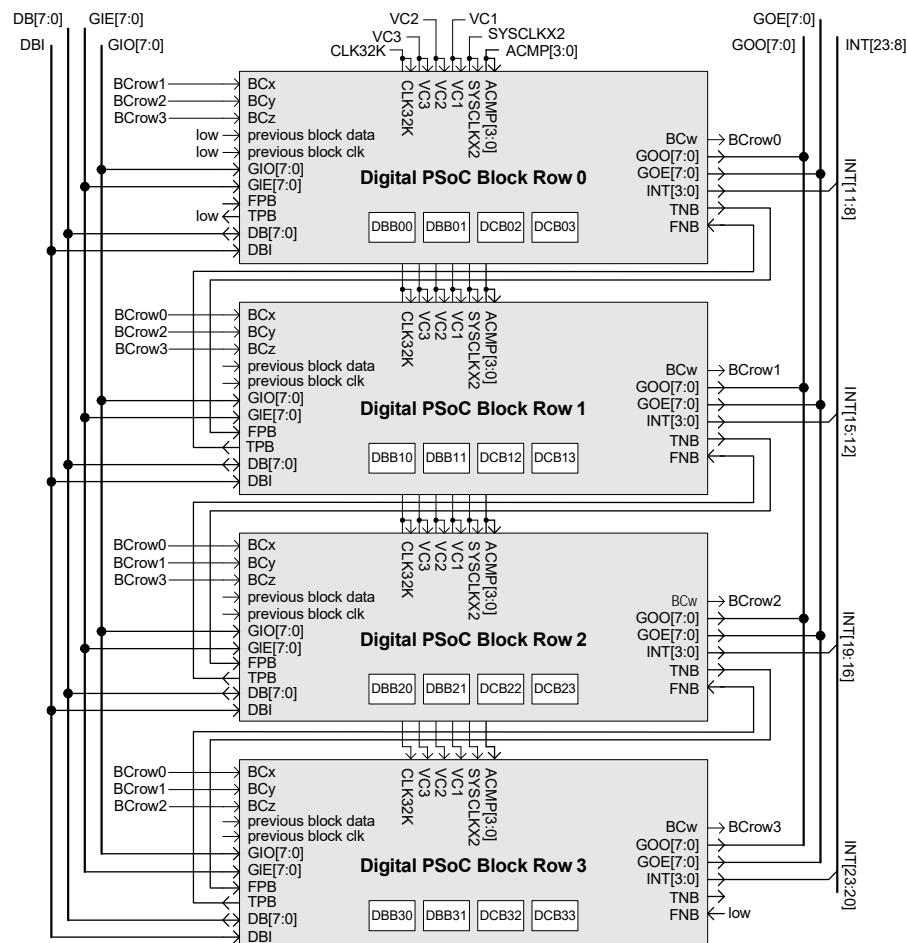 DB[7:0] GIE[7:0] VC2 VC1 GOE[7:0]
DBI GIO[7:0] VC3 SYSCLKX2 GOO[7:0] INT[23:8]
CLK32K ACMP[3:0]
BCrow1 BCx
BCrow2 BCy
BCrow3 BCz
CLK32K VC3 VC2 VC1 SYSCLKX2 ACMP[3:0]
low previous block data
low previous block clk
GIO[7:0]
GIE[7:0]
FPB
low TPB
DB[7:0]
DBI
Digital PSoC Block Row 0
DBB00 DBB01 DCB02 DCB03
BCw BCrow0
GOO[7:0]
GOE[7:0]
INT[3:0]
TNB
FNB
INT[11:8]
BCrow0 BCx
BCrow2 BCy
BCrow3 BCz
CLK32K VC3 VC2 VC1 SYSCLKX2 ACMP[3:0]
previous block data
previous block clk
GIO[7:0]
GIE[7:0]
FPB
TPB
DB[7:0]
DBI
Digital PSoC Block Row 1
DBB10 DBB11 DCB12 DCB13
BCw BCrow1
GOO[7:0]
GOE[7:0]
INT[3:0]
TNB
FNB
INT[15:12]
BCrow0 BCx
BCrow1 BCy
BCrow3 BCz
CLK32K VC3 VC2 VC1 SYSCLKX2 ACMP[3:0]
previous block data
previous block clk
GIO[7:0]
GIE[7:0]
FPB
TPB
DB[7:0]
DBI
Digital PSoC Block Row 2
DBB20 DBB21 DCB22 DCB23
BCw BCrow2
GOO[7:0]
GOE[7:0]
INT[3:0]
TNB
FNB
INT[19:16]
BCrow0 BCx
BCrow1 BCy
BCrow2 BCz
CLK32K VC3 VC2 VC1 SYSCLKX2 ACMP[3:0]
previous block data
previous block clk
GIO[7:0]
GIE[7:0]
FPB
TPB
DB[7:0]
DBI
Digital PSoC Block Row 3
DBB30 DBB31 DCB32 DCB33
BCw BCrow3
GOO[7:0]
GOE[7:0]
INT[3:0]
TNB
FNB low
INT[23:20]